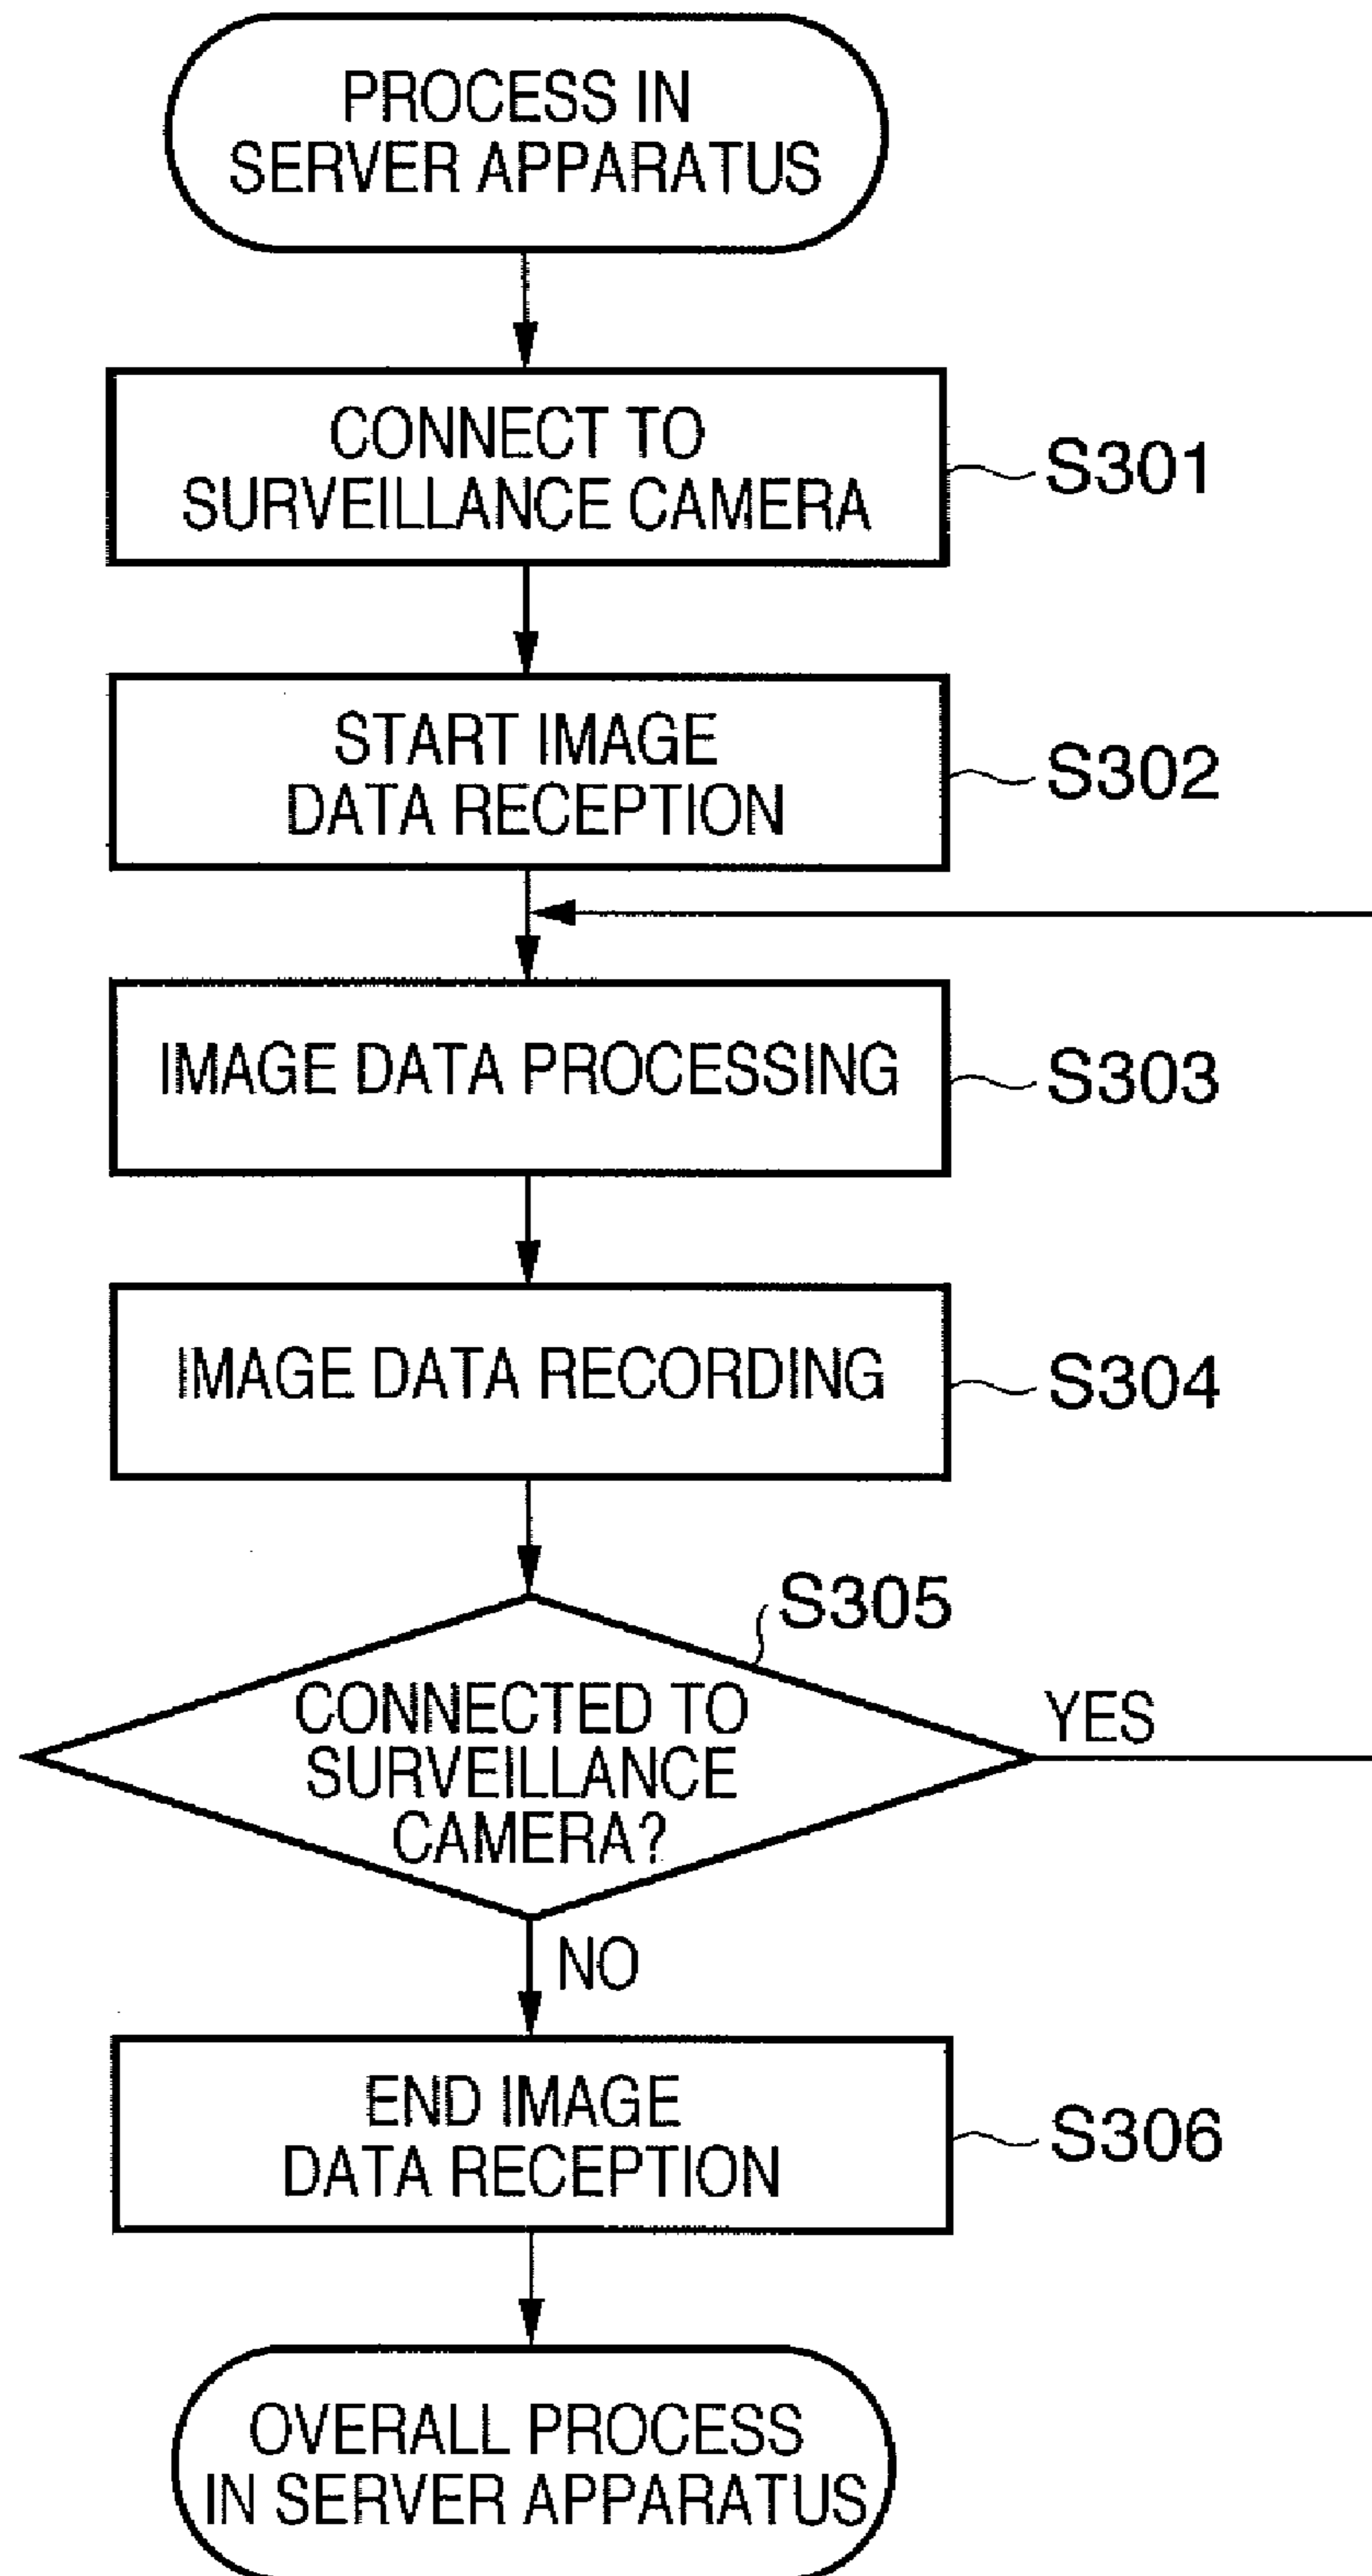 PROCESS IN
SERVER APPARATUS
CONNECT TO
SURVEILLANCE CAMERA
S301
START IMAGE
DATA RECEPTION
S302
IMAGE DATA PROCESSING
S303
IMAGE DATA RECORDING
S304
S305
CONNECTED TO
SURVEILLANCE
CAMERA?
YES
NO
END IMAGE
DATA RECEPTION
S306
OVERALL PROCESS
IN SERVER APPARATUS